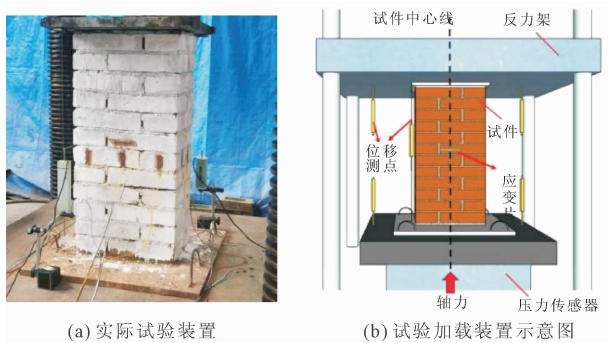 试件中心线
反力架
试件
位移
测点
应
变
片
轴力
压力传感器
(a) 实际试验装置
(b) 试验加载装置示意图